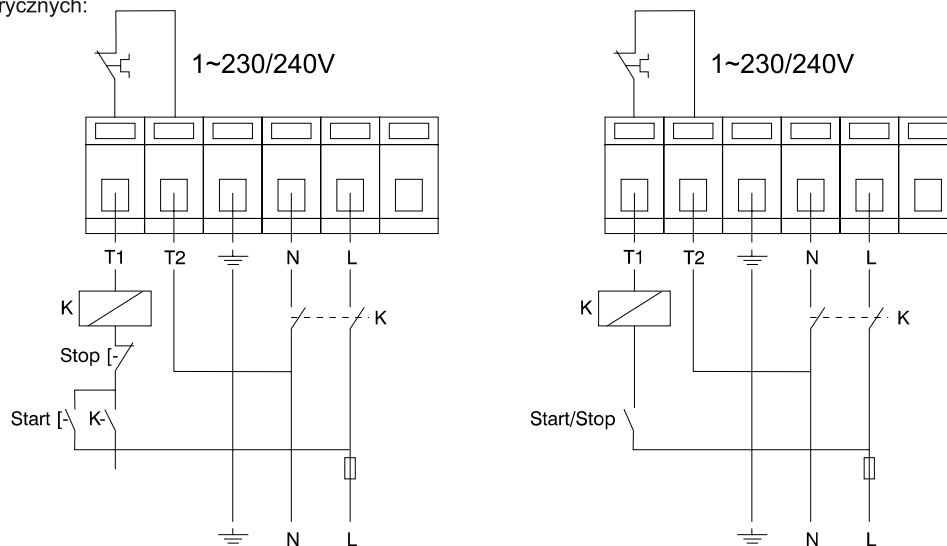 rycznych:
1~230/240V
T1 T2 N L
K
K
Stop [-
Start [- K-
N L
1~230/240V
T1 T2 N L
K
K
Start/Stop
N L